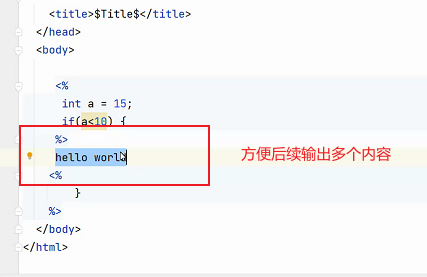 <title>$Title$</title>
</head>
<body>
<%
int a = 15;
if(a<10) {
%>
hello world
方便后续输出多个内容
<%
}
%>
</body>
</html>